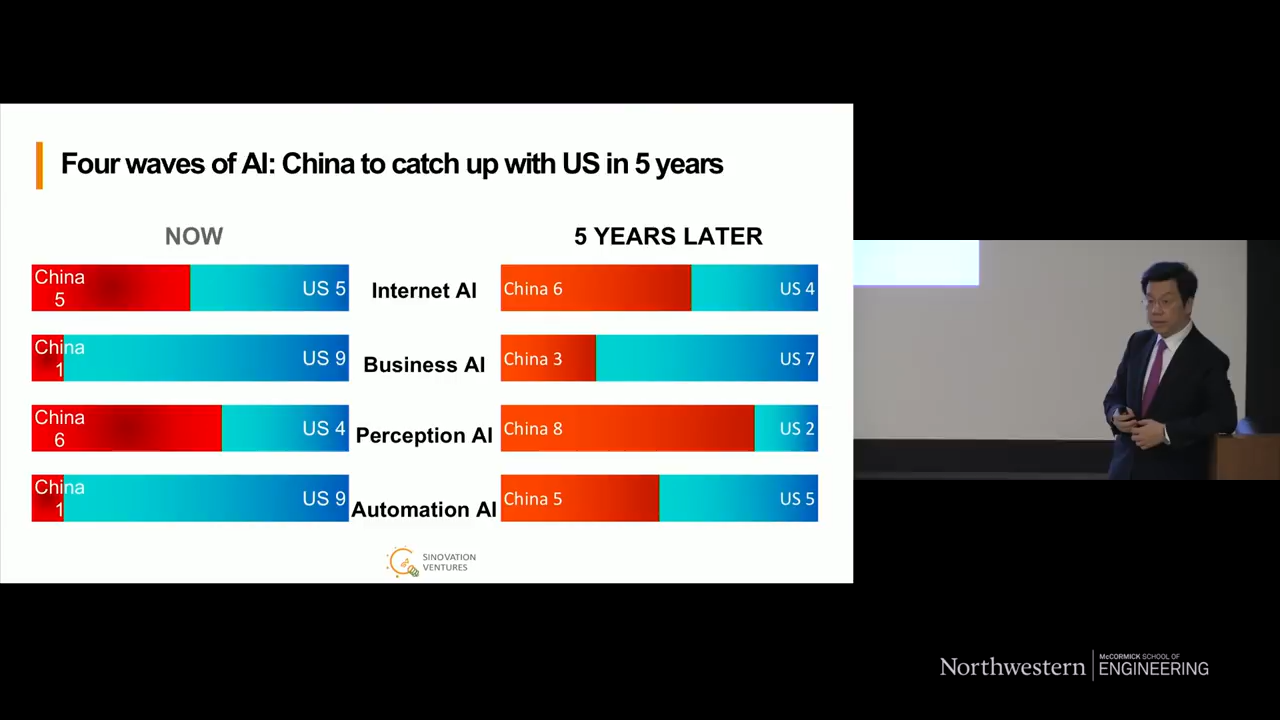 Four waves of AI: China to catch up with US in 5 years
NOW
5 YEARS LATER
China
5
US 5
Internet AI
China 6
US 4
China
1
US 9
Business AI
China 3
US 7
China
6
US 4
Perception AI
China 8
US 2
China
1
US 9
Automation AI
China 5
US 5
SINOVATION
VENTURES
Northwestern
McCORMICK SCHOOL OF
ENGINEERING